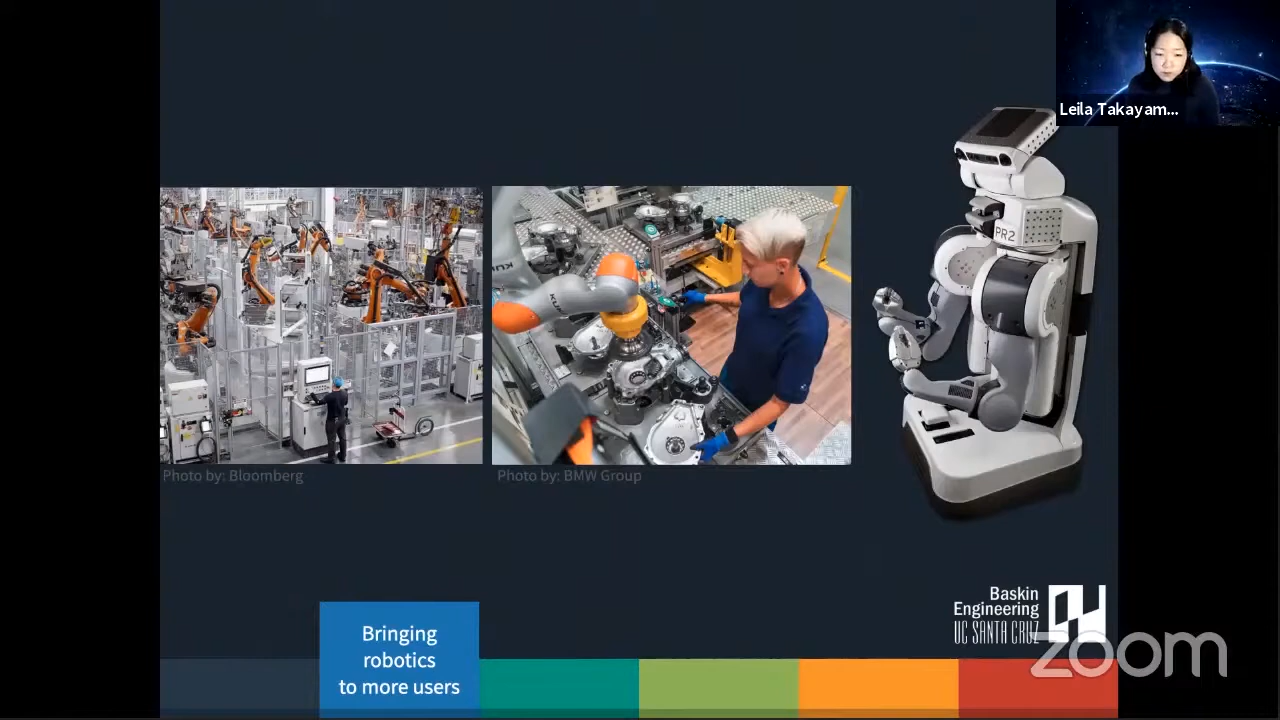 Leila Takayam...
PR2
KUKA
Photo by: Bloomberg
Photo by: BMW Group
Baskin
Engineering
UC SANTA CRUZ
zoom
Bringing
robotics
to more users